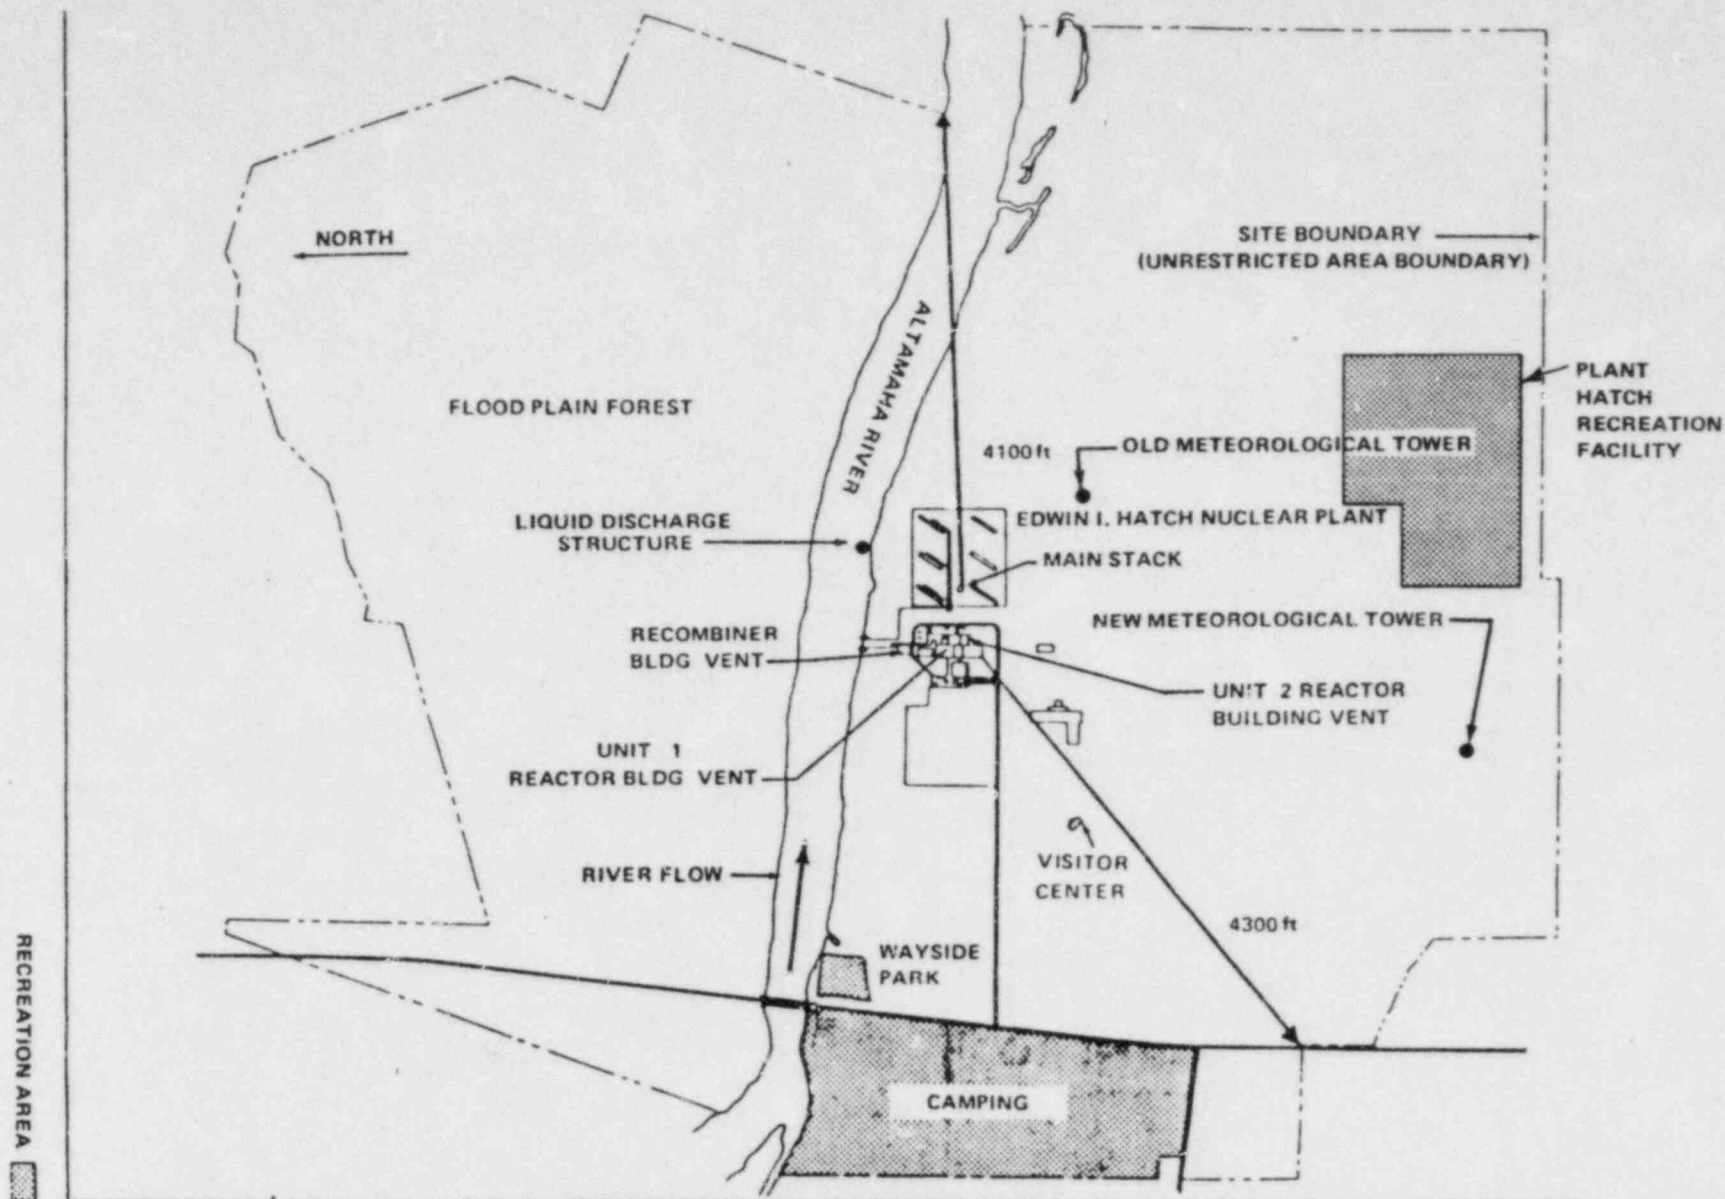 NORTH
SITE BOUNDARY
(UNRESTRICTED AREA BOUNDARY)
ALTAMAHA RIVER
PLANT
HATCH
RECREATION
FACILITY
FLOOD PLAIN FOREST
4100 ft
OLD METEOROLOGICAL TOWER
LIQUID DISCHARGE
STRUCTURE
EDWIN I. HATCH NUCLEAR PLANT
MAIN STACK
NEW METEOROLOGICAL TOWER
RECOMBINER
BLDG VENT
UNIT 2 REACTOR
BUILDING VENT
UNIT 1
REACTOR BLDG VENT
VISITOR
CENTER
RIVER FLOW
4300 ft
WAYSIDE
PARK
CAMPING
RECREATION AREA